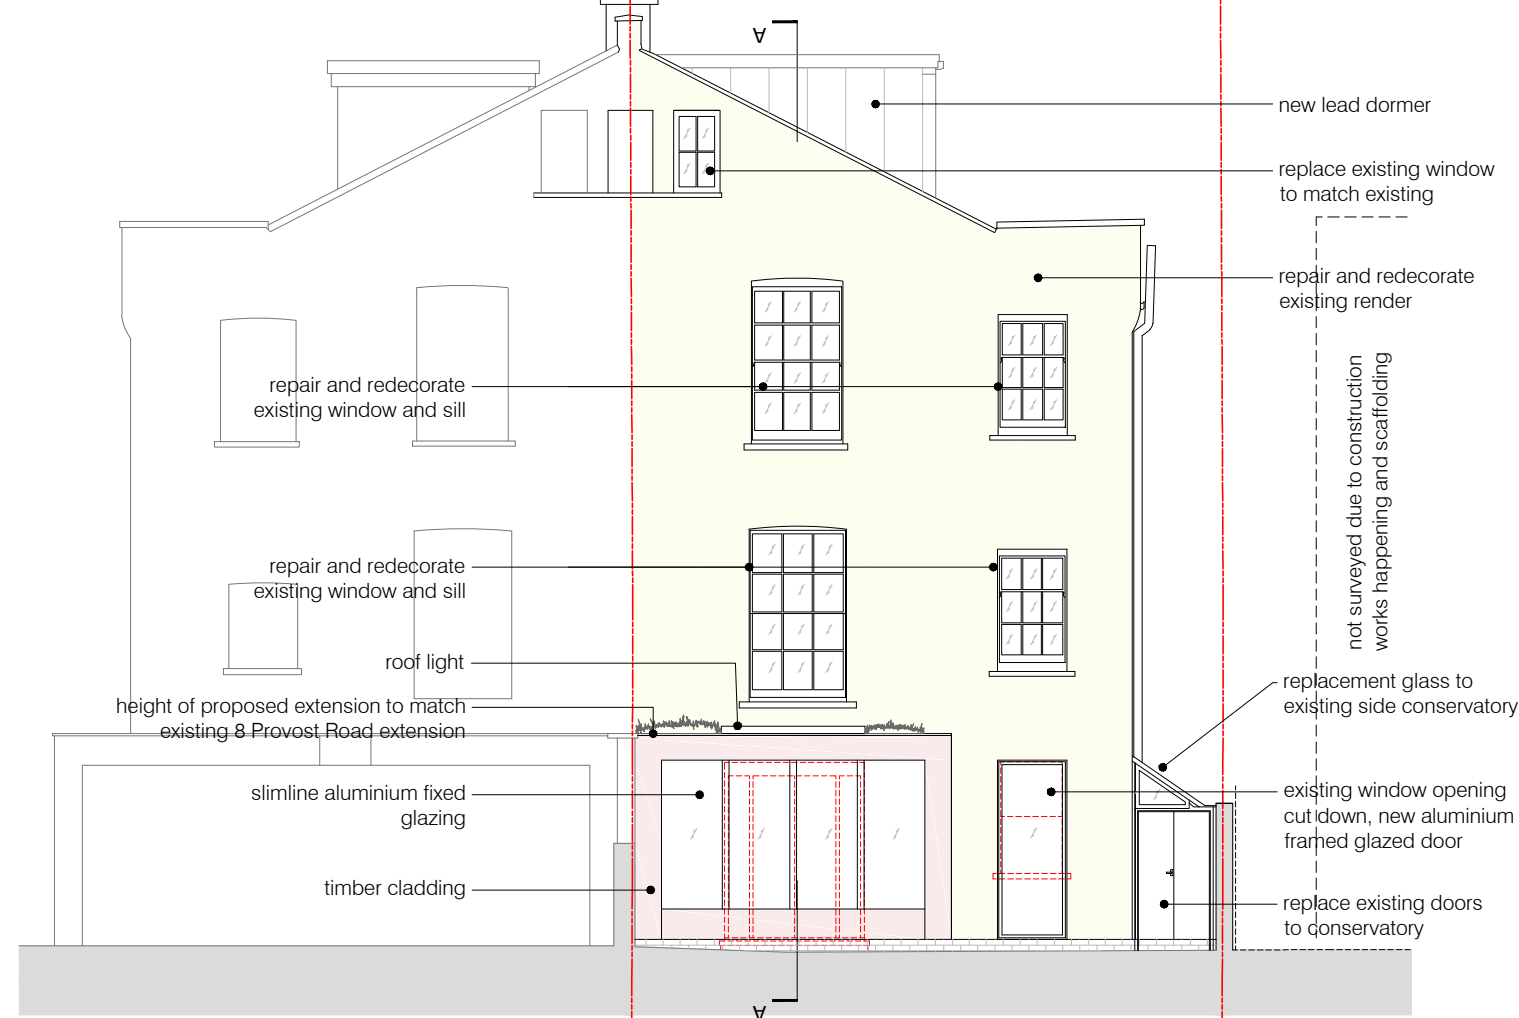 A
new lead dormer
replace existing window
to match existing
repair and redecorate
existing render
not surveyed due to construction
works happening and scaffolding
repair and redecorate
existing window and sill
repair and redecorate
existing window and sill
roof light
height of proposed extension to match
existing 8 Provost Road extension
slimline aluminium fixed
glazing
timber cladding
replacement glass to
existing side conservatory
existing window opening
cut down, new aluminium
framed glazed door
replace existing doors
to conservatory
A